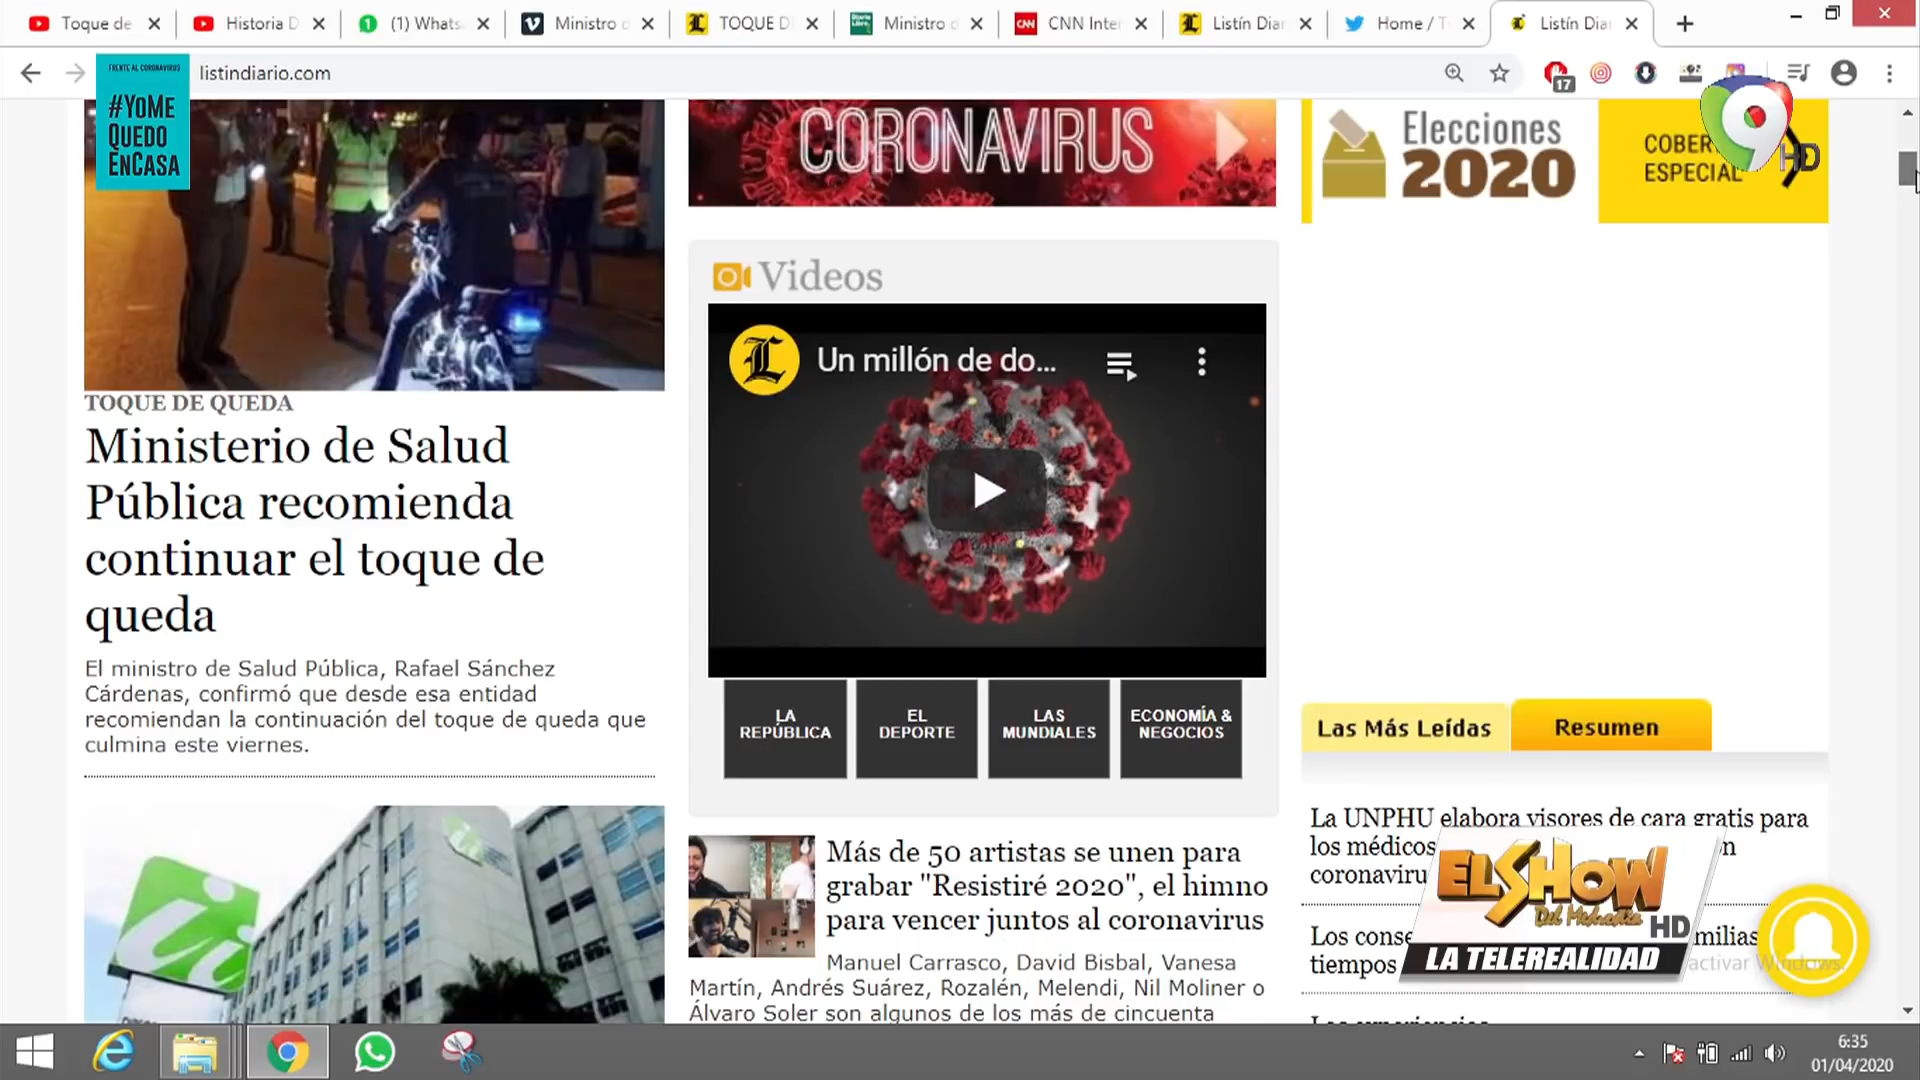 Toque de
Historia D
(1) Whats
Ministro d
TOQUE D
Ministro d
CNN Inter
Listín Diar
Home / T
Listín Diar
listindiario.com
17
FRENTE AL CORONAVIRUS
#YoMe
Quedo
EnCasa
CORONAVIRUS
Elecciones
2020
COBER
ESPECIAL
9
HD
TOQUE DE QUEDA
Ministerio de Salud
Pública recomienda
continuar el toque de
queda
El ministro de Salud Pública, Rafael Sánchez
Cárdenas, confirmó que desde esa entidad
recomiendan la continuación del toque de queda que
culmina este viernes.
Videos
L
Un millón de do...
LA
REPÚBLICA
EL
DEPORTE
LAS
MUNDIALES
ECONOMÍA &
NEGOCIOS
Más de 50 artistas se unen para
grabar "Resistiré 2020", el himno
para vencer juntos al coronavirus
Manuel Carrasco, David Bisbal, Vanesa
Martín, Andrés Suárez, Rozalén, Melendi, Nil Moliner o
Álvaro Soler son algunos de los más de cincuenta
Las Más Leídas
Resumen
La UNPHU elabora visores de cara gratis para
los médicos
n
coronaviru
Los conse
milias
tiempos
activar Windows.
EL SHOW
Del Mediodía
HD
LA TELEREALIDAD
6:35
01/04/2020